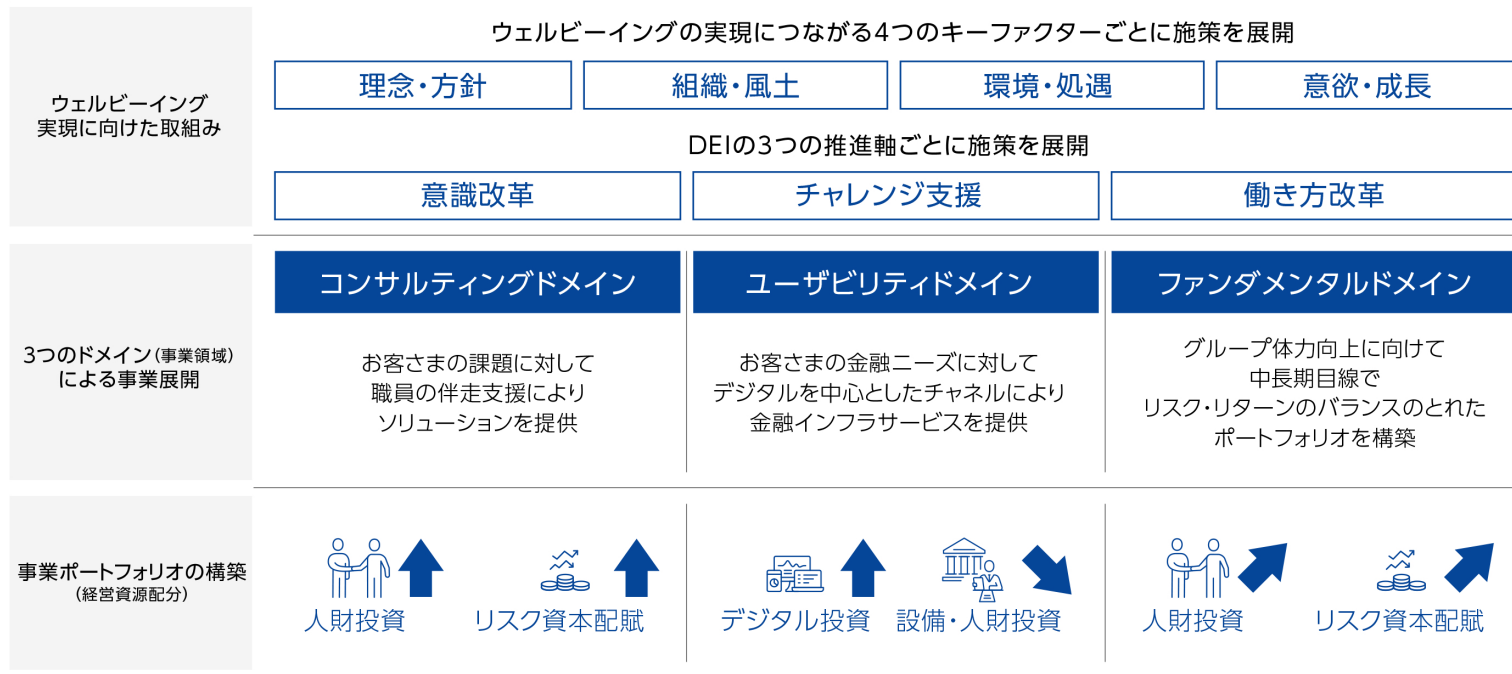 ウェルビーイング
実現に向けた取組み
ウェルビーイングの実現につながる4つのキーファクターごとに施策を展開
理念・方針
組織・風土
環境・処遇
意欲・成長
DEIの3つの推進軸ごとに施策を展開
意識改革
チャレンジ支援
働き方改革
3つのドメイン(事業領域)
による事業展開
コンサルティングドメイン
お客さまの課題に対して
職員の伴走支援により
ソリューションを提供
ユーザビリティドメイン
お客さまの金融ニーズに対して
デジタルを中心としたチャネルにより
金融インフラサービスを提供
ファンダメンタルドメイン
グループ体力向上に向けて
中長期目線で
リスク・リターンのバランスのとれた
ポートフォリオを構築
事業ポートフォリオの構築
(経営資源配分)
人財投資
リスク資本配賦
デジタル投資
設備・人財投資
人財投資
リスク資本配賦